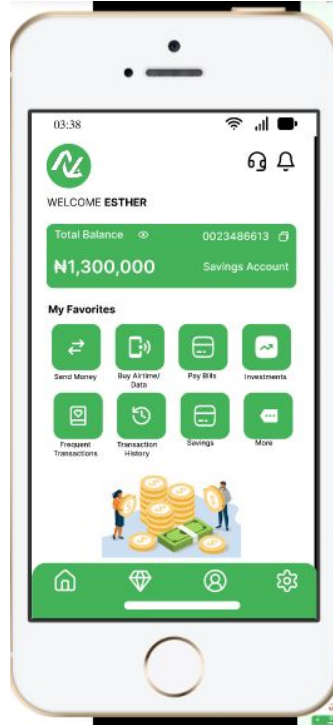 03:38
WELCOME ESTHER
Total Balance 0023486613
₦1,300,000 Savings Account
My Favorites
Send Money Buy Airtime/ Pay Bills Investments
Data
Frequent Transaction Savings More
Transactions History